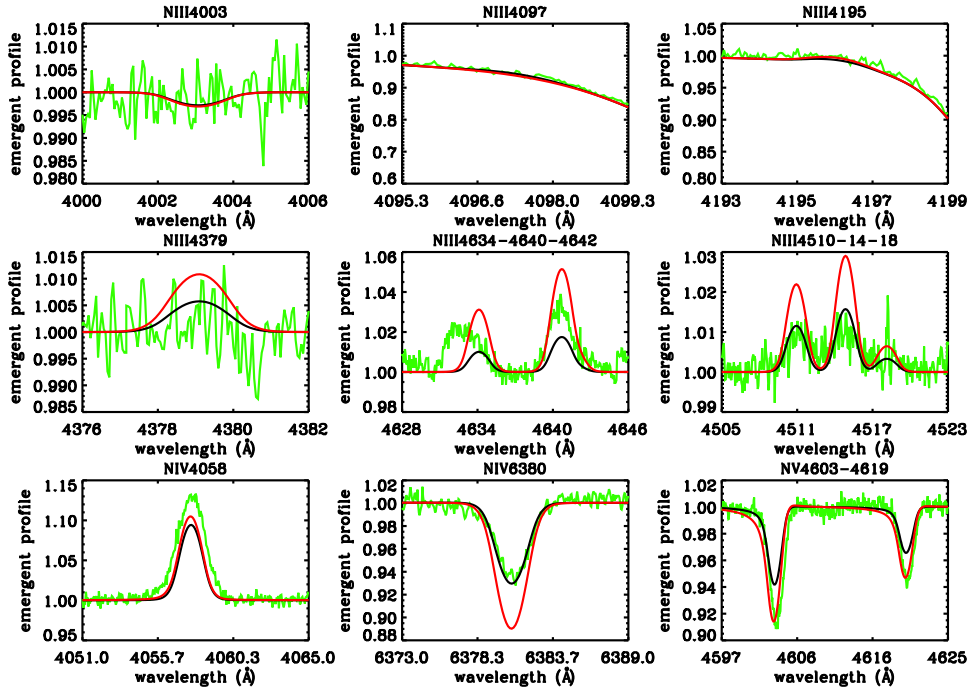 NIII4003
NIII4097
NIII4195
emergent profile
1.015
1.010
1.005
1.000
0.995
0.990
0.985
0.980
4000 4002 4004 4006
wavelength (Å)
emergent profile
1.1
1.0
0.9
0.8
0.7
0.6
4095.3 4096.6 4098.0 4099.3
wavelength (Å)
emergent profile
1.05
1.00
0.95
0.90
0.85
0.80
4193 4195 4197 4199
wavelength (Å)
NIII4379
NIII4634-4640-4642
NIII4510-14-18
emergent profile
1.015
1.010
1.005
1.000
0.995
0.990
0.985
4376 4378 4380 4382
wavelength (Å)
emergent profile
1.06
1.04
1.02
1.00
0.98
4628 4634 4640 4646
wavelength (Å)
emergent profile
1.03
1.02
1.01
1.00
0.99
4505 4511 4517 4523
wavelength (Å)
NIV4058
NIV6380
NV4603-4619
emergent profile
1.15
1.10
1.05
1.00
0.95
4051.0 4055.7 4060.3 4065.0
wavelength (Å)
emergent profile
1.02
1.00
0.98
0.96
0.94
0.92
0.90
0.88
6373.0 6378.3 6383.7 6389.0
wavelength (Å)
emergent profile
1.02
1.00
0.98
0.96
0.94
0.92
0.90
4597 4606 4616 4625
wavelength (Å)